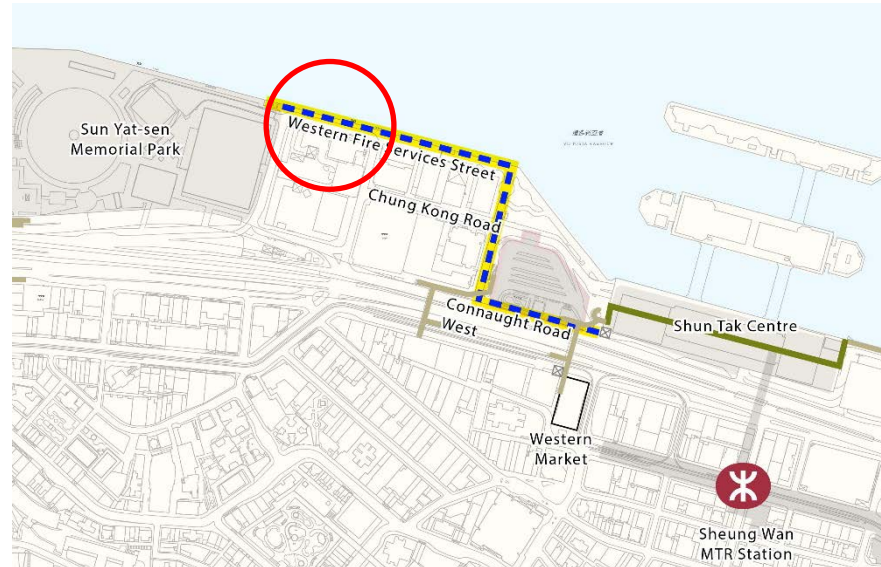 Sun Yat-sen
Memorial Park
Western Fire Services Street
Chung Kong Road
Connaught Road
West
Shun Tak Centre
Western
Market
Sheung Wan
MTR Station